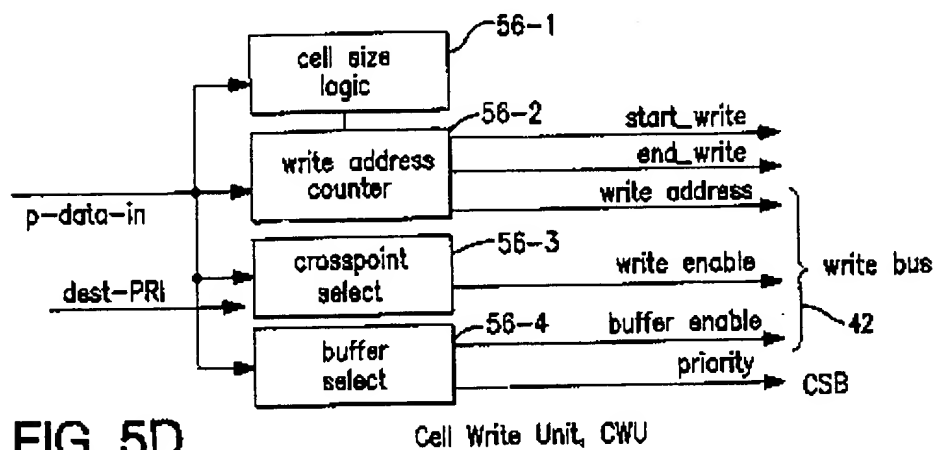 56-1
cell size
logic
56-2
start_write
write address
counter
end_write
write address
p-data-in
56-3
crosspoint
select
write enable
write bus
dest-PRI
56-4
buffer enable
42
buffer
select
priority
CSB
FIG. 5D
Cell Write Unit, CWU